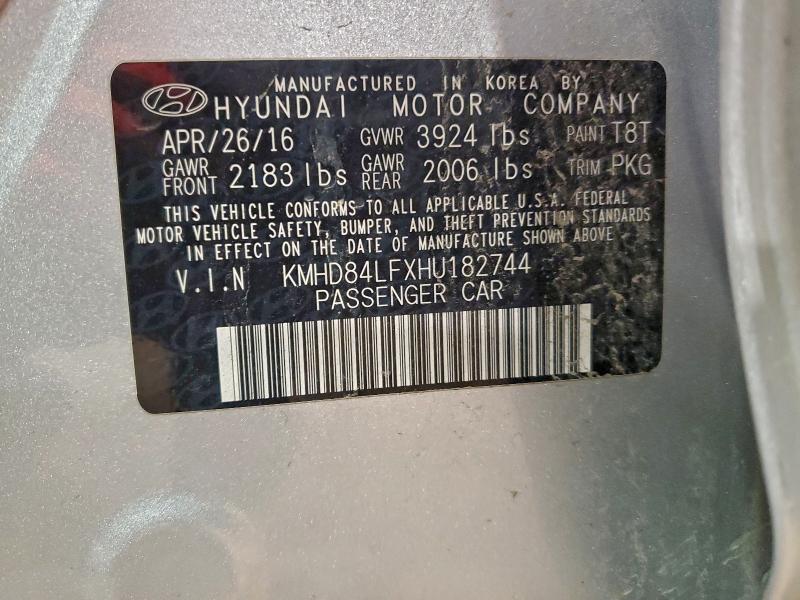 MANUFACTURED IN KOREA BY
HYUNDAI MOTOR COMPANY
APR/26/16 GVWR 3924 lbs PAINT T8T
GAWR FRONT 2183 lbs GAWR REAR 2006 lbs TRIM PKG
THIS VEHICLE CONFORMS TO ALL APPLICABLE U.S.A. FEDERAL
MOTOR VEHICLE SAFETY, BUMPER, AND THEFT PREVENTION STANDARDS
IN EFFECT ON THE DATE OF MANUFACTURE SHOWN ABOVE.
V.I.N KMHD84LFXHU182744
PASSENGER CAR